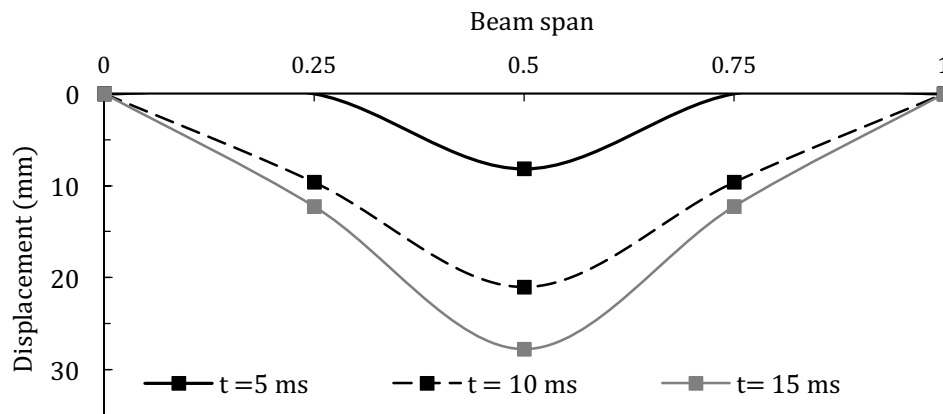 Beam span
0 0.25 0.5 0.75 1
0
10
20
30
Displacement (mm)
t =5 ms t= 10 ms t= 15 ms